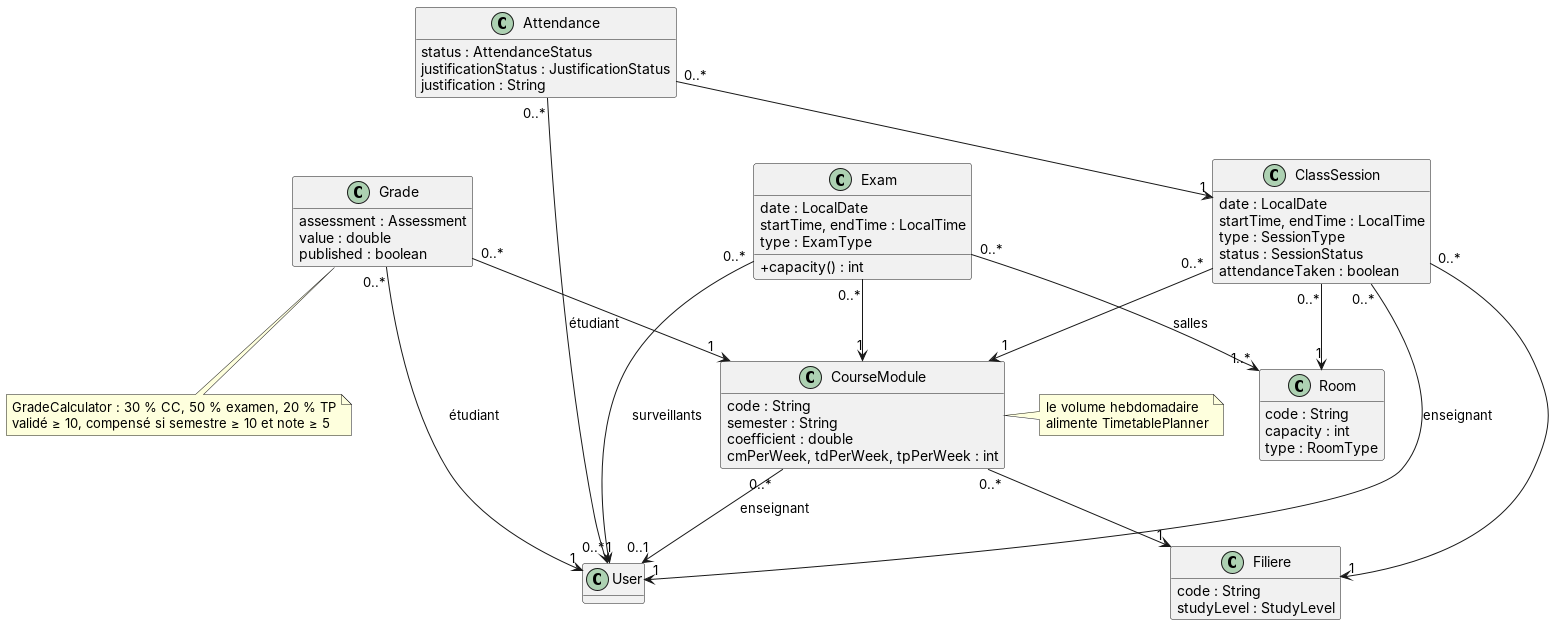 C Attendance
status : AttendanceStatus
justificationStatus : JustificationStatus
justification : String
0..*
0..*
1
C Grade
assessment : Assessment
value : double
published : boolean
0..*
0..*
C Exam
date : LocalDate
startTime, endTime : LocalTime
type : ExamType
+capacity() : int
0..*
0..*
0..*
C ClassSession
date : LocalDate
startTime, endTime : LocalTime
type : SessionType
status : SessionStatus
attendanceTaken : boolean
0..*
0..*
0..*
0..*
étudiant
salles
1
1
1
1..*
1
GradeCalculator : 30 % CC, 50 % examen, 20 % TP
validé ≥ 10, compensé si semestre ≥ 10 et note ≥ 5
étudiant
surveillants
C CourseModule
code : String
semester : String
coefficient : double
cmPerWeek, tdPerWeek, tpPerWeek : int
le volume hebdomadaire
alimente TimetablePlanner
C Room
code : String
capacity : int
type : RoomType
enseignant
0..*
0..*
enseignant
1
0..*
1
0..1
1
1
1
C User
C Filiere
code : String
studyLevel : StudyLevel